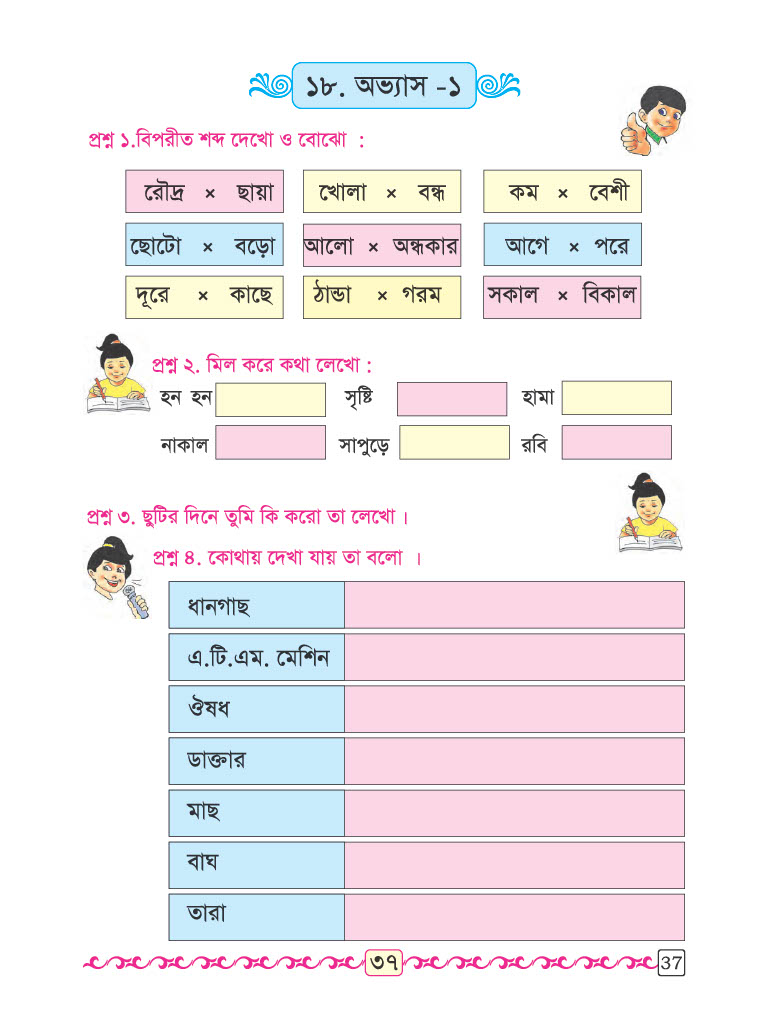 ১৮. অভ্যাস -১
প্রশ্ন ১.বিপরীত শব্দ দেখো ও বোঝো :
রৌদ্র × ছায়া খোলা × বন্ধ কম × বেশী
ছোটো × বড়ো আলো × অন্ধকার আগে × পরে
দূরে × কাছে ঠান্ডা × গরম সকাল × বিকাল
প্রশ্ন ২. মিল করে কথা লেখো :
হন হন সৃষ্টি হামা
নাকাল সাপুড়ে রবি
প্রশ্ন ৩. ছুটির দিনে তুমি কি করো তা লেখো ।
প্রশ্ন ৪. কোথায় দেখা যায় তা বলো ।
ধানগাছ
এ.টি.এম. মেশিন
ঔষধ
ডাক্তার
মাছ
বাঘ
তারা
৩৭ 37